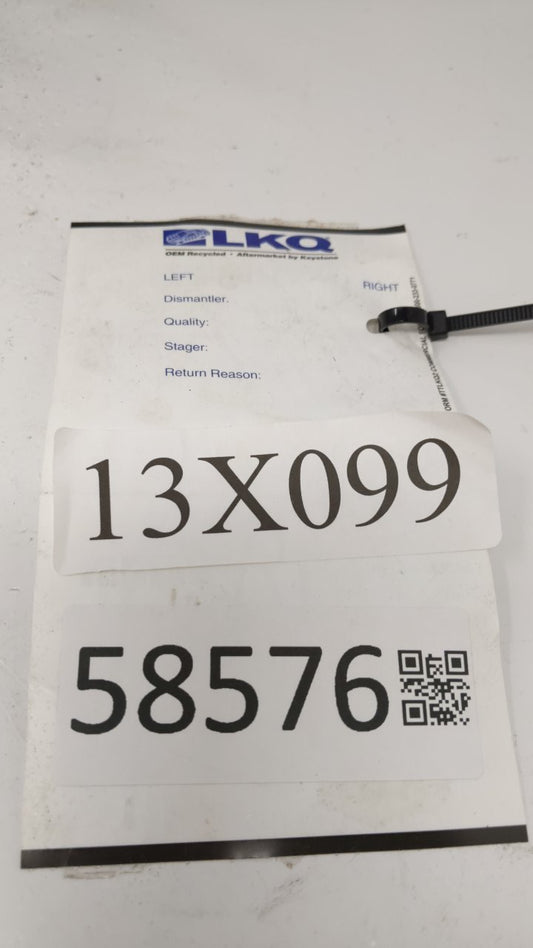 LKQ
OEM Recycled · Aftermarket by Keystone
LEFT
RIGHT
Dismantler.
Quality:
Stager:
Return Reason:
13X099
58576